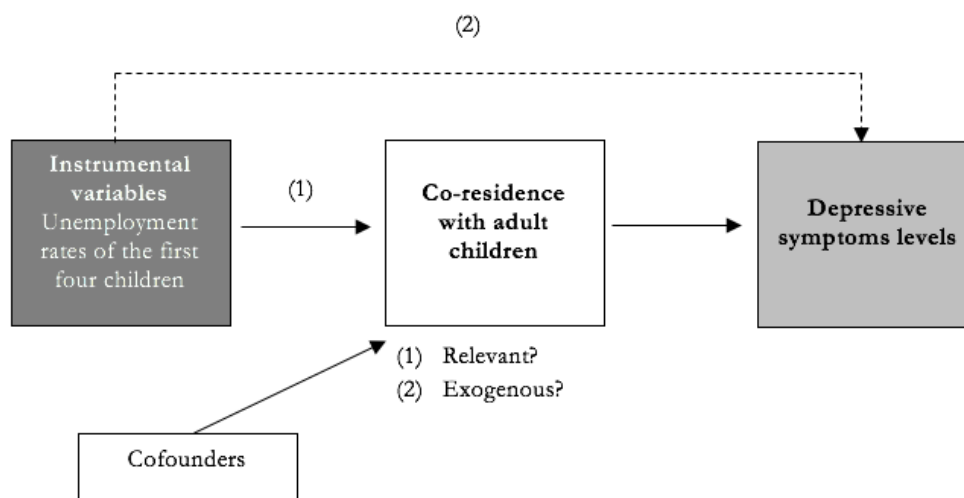 (2)
Instrumental
variables
Unemployment
rates of the first
four children
(1)
Co-residence
with adult
children
Depressive
symptoms levels
(1) Relevant?
(2) Exogenous?
Cofounders